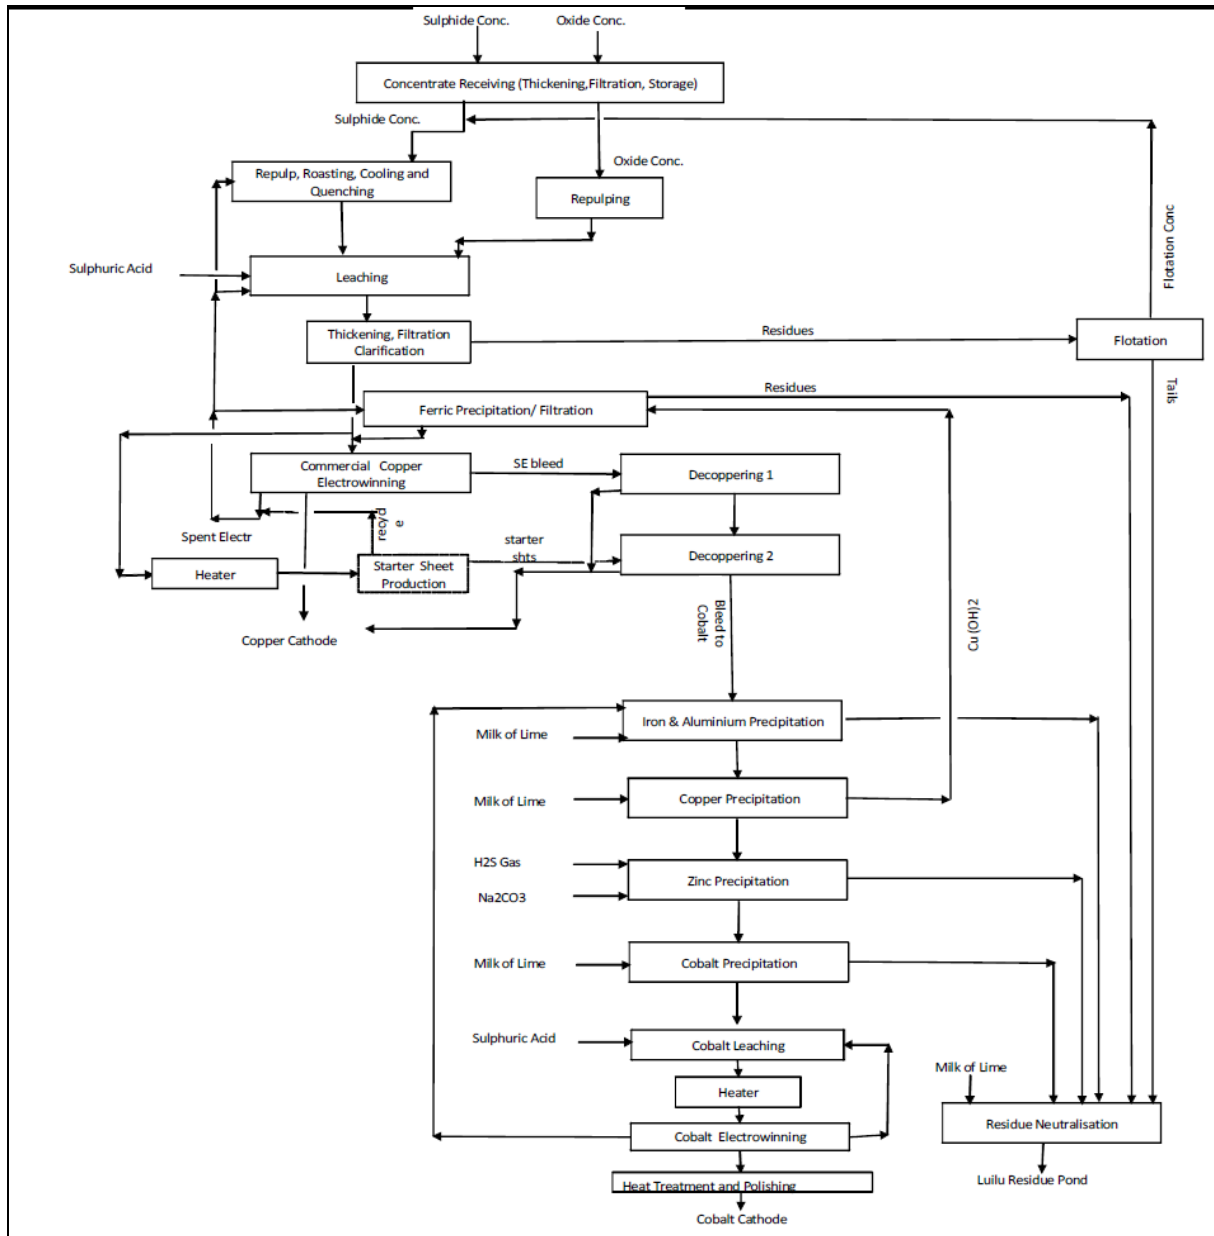 Sulphide Conc.
Oxide Conc.
Concentrate Receiving (Thickening,Filtration, Storage)
Sulphide Conc.
Oxide Conc.
Repulp, Roasting, Cooling and
Quenching
Repulping
Flotation Conc
Sulphuric Acid
Leaching
Thickening, Filtration
Clarification
Residues
Flotation
Tails
Residues
Ferric Precipitation/ Filtration
Commercial Copper
Electrowinning
SE bleed
Decoppering 1
recycl
e
Spent Electr
starter
shts
Decoppering 2
Heater
Starter Sheet
Production
Copper Cathode
Bleed to
Cobalt
Cu (OH)2
Iron & Aluminium Precipitation
Milk of Lime
Copper Precipitation
Milk of Lime
H2S Gas
Zinc Precipitation
Na2CO3
Milk of Lime
Cobalt Precipitation
Sulphuric Acid
Cobalt Leaching
Milk of Lime
Heater
Cobalt Electrowinning
Residue Neutralisation
Heat Treatment and Polishing
Luilu Residue Pond
Cobalt Cathode